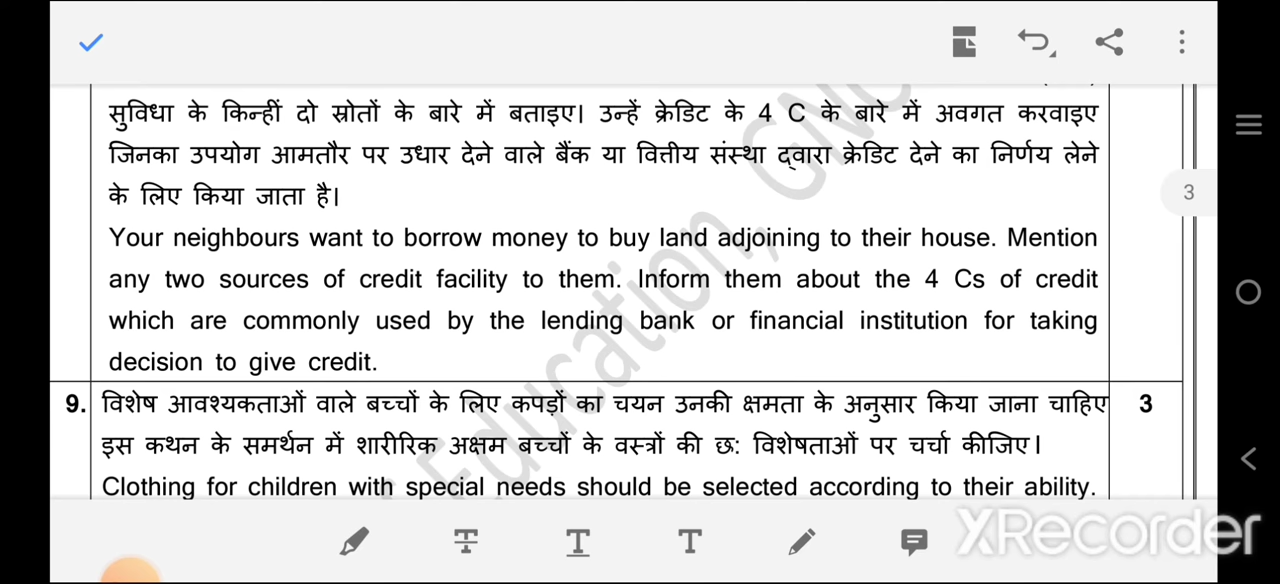 सुविधा के किन्हीं दो स्रोतों के बारे में बताइए। उन्हें क्रेडिट के 4 C के बारे में अवगत करवाइए
जिनका उपयोग आमतौर पर उधार देने वाले बैंक या वित्तीय संस्था द्वारा क्रेडिट देने का निर्णय लेने
के लिए किया जाता है।
Your neighbours want to borrow money to buy land adjoining to their house. Mention
any two sources of credit facility to them. Inform them about the 4 Cs of credit
which are commonly used by the lending bank or financial institution for taking
decision to give credit.
3
9. विशेष आवश्यकताओं वाले बच्चों के लिए कपड़ों का चयन उनकी क्षमता के अनुसार किया जाना चाहिए 3
इस कथन के समर्थन में शारीरिक अक्षम बच्चों के वस्त्रों की छः विशेषताओं पर चर्चा कीजिए।
Clothing for children with special needs should be selected according to their ability.
Education,
T T T
XRecorder